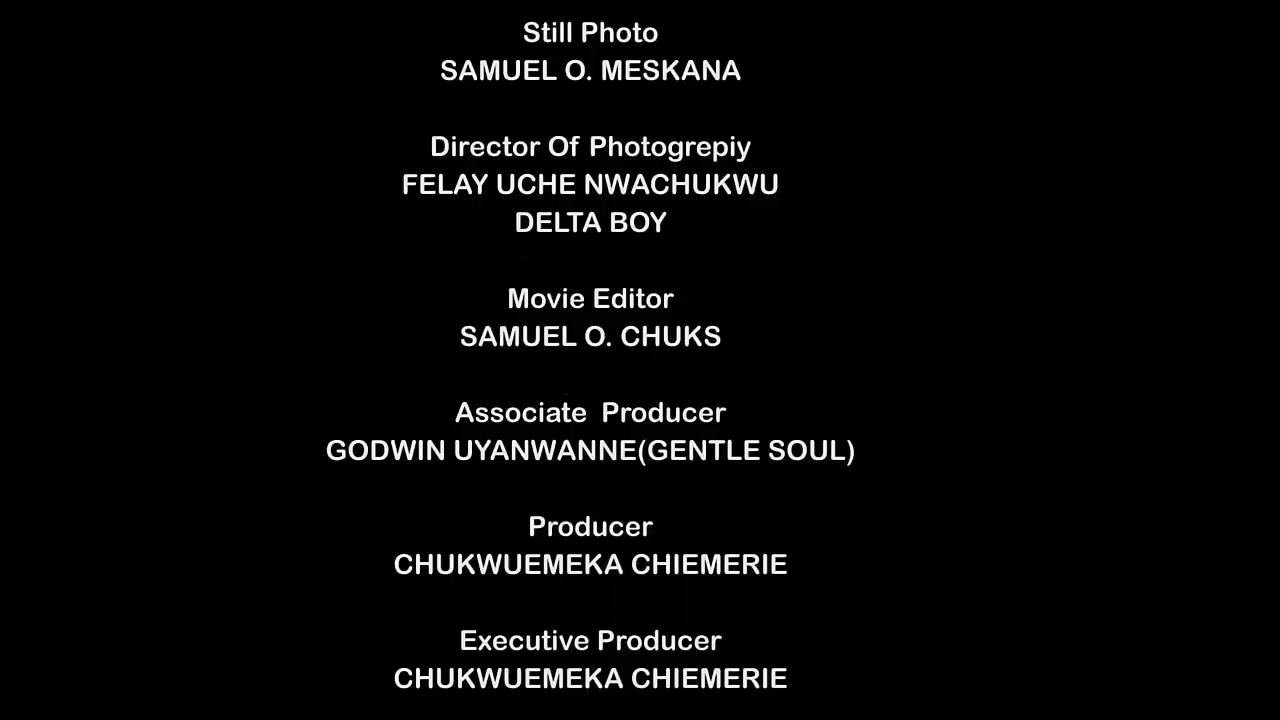 Still Photo
SAMUEL O. MESKANA
Director Of Photogrepiy
FELAY UCHE NWACHUKWU
DELTA BOY
Movie Editor
SAMUEL O. CHUKS
Associate Producer
GODWIN UYANWANNE(GENTLE SOUL)
Producer
CHUKWUEMEKA CHIEMERIE
Executive Producer
CHUKWUEMEKA CHIEMERIE